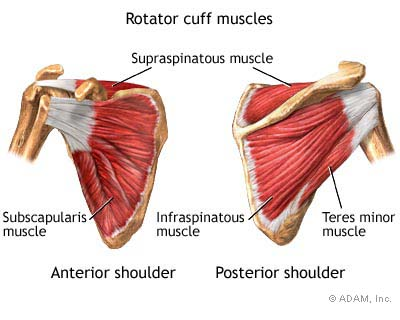 Rotator cuff muscles
Supraspinatous muscle
Subscapularis
muscle
Infraspinatous
muscle
Teres minor
muscle
Anterior shoulder
Posterior shoulder
© ADAM, Inc.